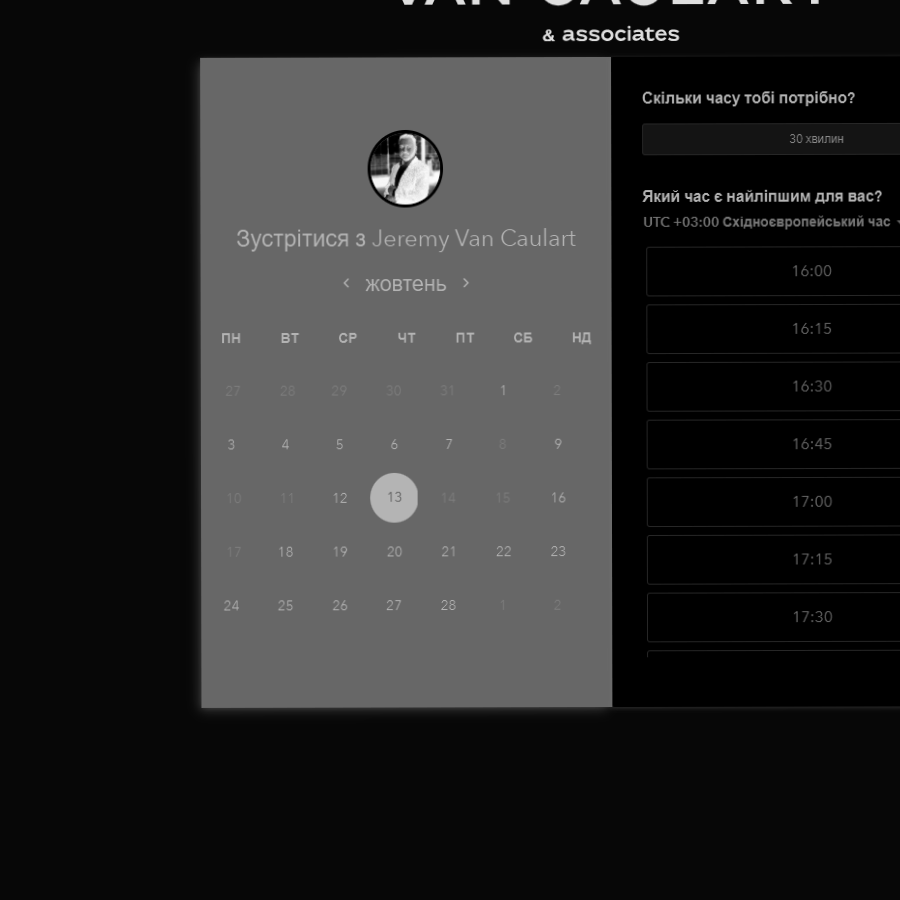 VAN CAULART
& associates
Зустрітися з Jeremy Van Caulart
жовтень
ПН ВТ СР ЧТ ПТ СБ НД
27 28 29 30 31 1 2
3 4 5 6 7 8 9
10 11 12 13 14 15 16
17 18 19 20 21 22 23
24 25 26 27 28 1 2
Скільки часу тобі потрібно?
30 хвилин
Який час є найліпшим для вас?
UTC +03:00 Східноєвропейський час
16:00
16:15
16:30
16:45
17:00
17:15
17:30